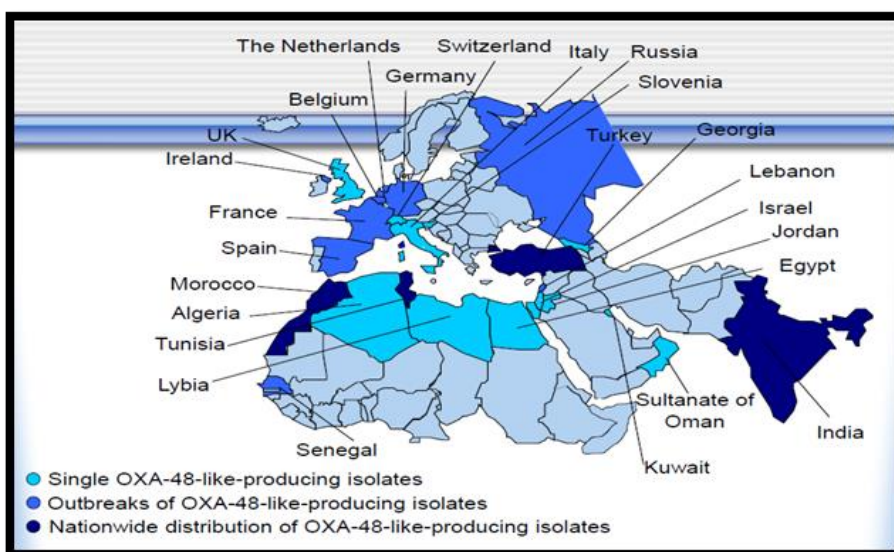 The Netherlands
Switzerland
Italy
Russia
Germany
Slovenia
Belgium
UK
Turkey
Georgia
Ireland
Lebanon
Israel
France
Jordan
Spain
Egypt
Morocco
Algeria
Tunisia
Lybia
Sultanate of
Oman
India
Senegal
Kuwait
Single OXA-48-like-producing isolates
Outbreaks of OXA-48-like-producing isolates
Nationwide distribution of OXA-48-like-producing isolates